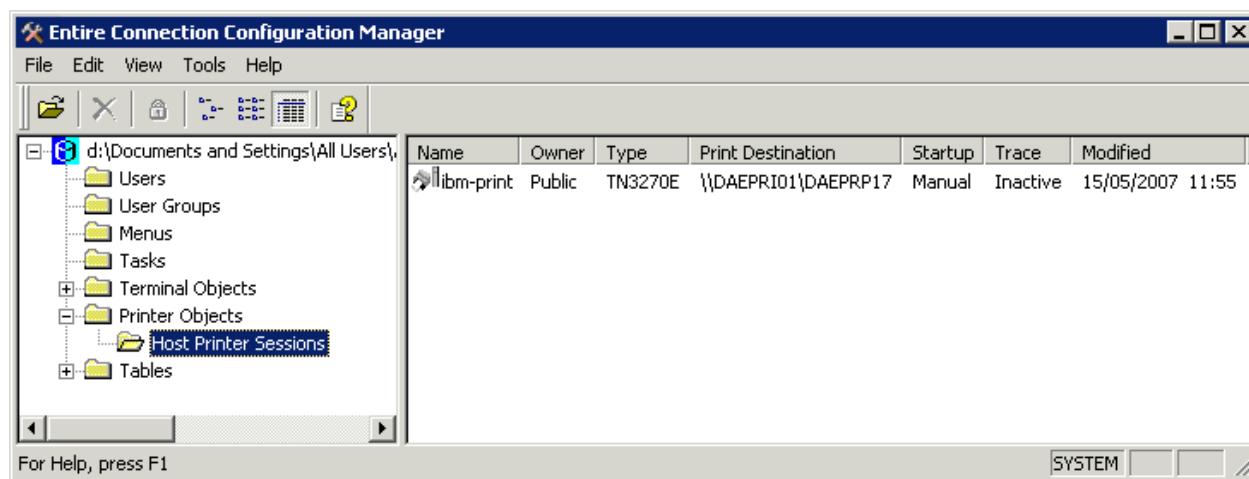 Entire Connection Configuration Manager
File Edit View Tools Help
d:\Documents and Settings\All Users\
Users
User Groups
Menus
Tasks
Terminal Objects
Printer Objects
Host Printer Sessions
Tables
Name Owner Type Print Destination Startup Trace Modified
ibm-print Public TN3270E \\DAEPRI01\DAEPRP17 Manual Inactive 15/05/2007 11:55
For Help, press F1
SYSTEM